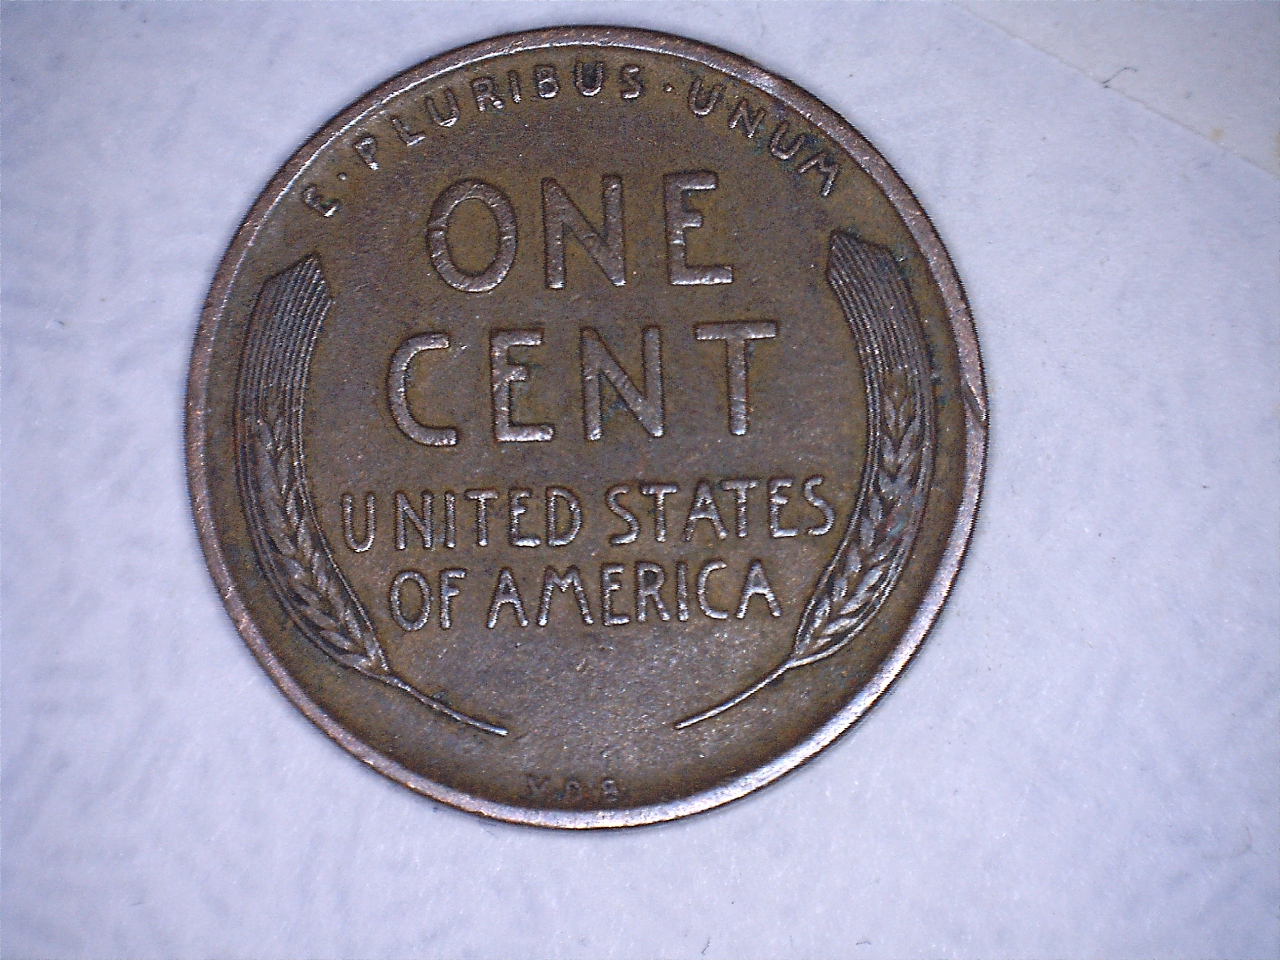 E·PLURIBUS·UNUM
ONE
CENT
UNITED STATES
OF AMERICA
V.D.B.